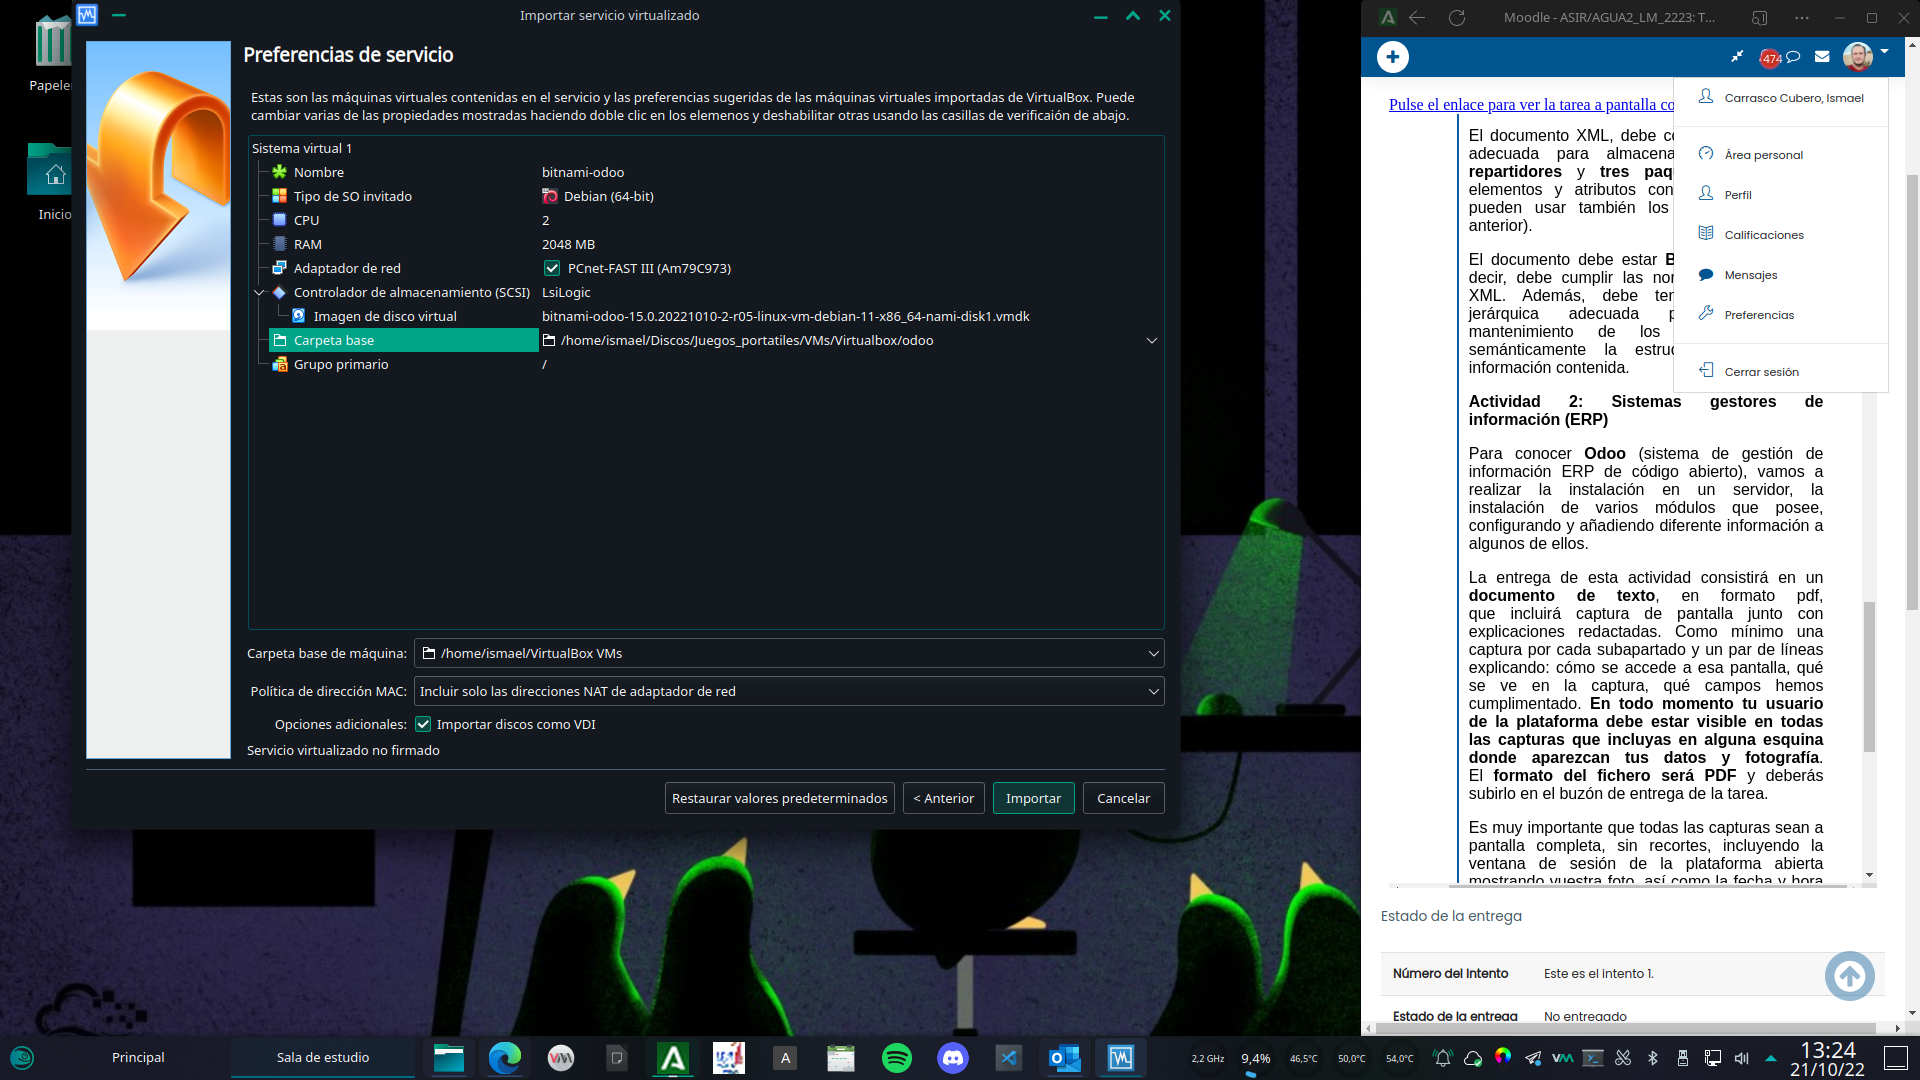 Papele
Inicio
Importar servicio virtualizado
Preferencias de servicio
Estas son las máquinas virtuales contenidas en el servicio y las preferencias sugeridas de las máquinas virtuales importadas de VirtualBox. Puede
cambiar varias de las propiedades mostradas haciendo doble clic en los elemenos y deshabilitar otras usando las casillas de verificaión de abajo.
Sistema virtual 1
Nombre bitnami-odoo
Tipo de SO invitado Debian (64-bit)
CPU 2
RAM 2048 MB
Adaptador de red PCnet-FAST III (Am79C973)
Controlador de almacenamiento (SCSI) LsiLogic
Imagen de disco virtual bitnami-odoo-15.0.20221010-2-r05-linux-vm-debian-11-x86_64-nami-disk1.vmdk
Carpeta base /home/ismael/Discos/Juegos_portatiles/VMs/Virtualbox/odoo
Grupo primario /
Carpeta base de máquina: /home/ismael/VirtualBox VMs
Política de dirección MAC: Incluir solo las direcciones NAT de adaptador de red
Opciones adicionales: Importar discos como VDI
Servicio virtualizado no firmado
Restaurar valores predeterminados < Anterior Importar Cancelar
Moodle - ASIR/AGUA2_LM_2223: T...
474
Pulse el enlace para ver la tarea a pantalla co
Carrasco Cubero, Ismael
Área personal
Perfil
Calificaciones
Mensajes
Preferencias
Cerrar sesión
El documento XML, debe co
adecuada para almacena
repartidores y tres paq
elementos y atributos con
pueden usar también los
anterior).
El documento debe estar B
decir, debe cumplir las nor
XML. Además, debe ten
jerárquica adecuada p
mantenimiento de los
semánticamente la estruc
información contenida.
Actividad 2: Sistemas gestores de
información (ERP)
Para conocer Odoo (sistema de gestión de
información ERP de código abierto), vamos a
realizar la instalación en un servidor, la
instalación de varios módulos que posee,
configurando y añadiendo diferente información a
algunos de ellos.
La entrega de esta actividad consistirá en un
documento de texto, en formato pdf,
que incluirá captura de pantalla junto con
explicaciones redactadas. Como mínimo una
captura por cada subapartado y un par de líneas
explicando: cómo se accede a esa pantalla, qué
se ve en la captura, qué campos hemos
cumplimentado. En todo momento tu usuario
de la plataforma debe estar visible en todas
las capturas que incluyas en alguna esquina
donde aparezcan tus datos y fotografía.
El formato del fichero será PDF y deberás
subirlo en el buzón de entrega de la tarea.
Es muy importante que todas las capturas sean a
pantalla completa, sin recortes, incluyendo la
ventana de sesión de la plataforma abierta
mostrando vuestra foto, así como la fecha y hora
Estado de la entrega
Número del intento Este es el intento 1.
Estado de la entrega No entregado
Principal
Sala de estudio
A
2,2 GHz
9,4%
46,5°C
50,0°C
54,0°C
13:24
21/10/22